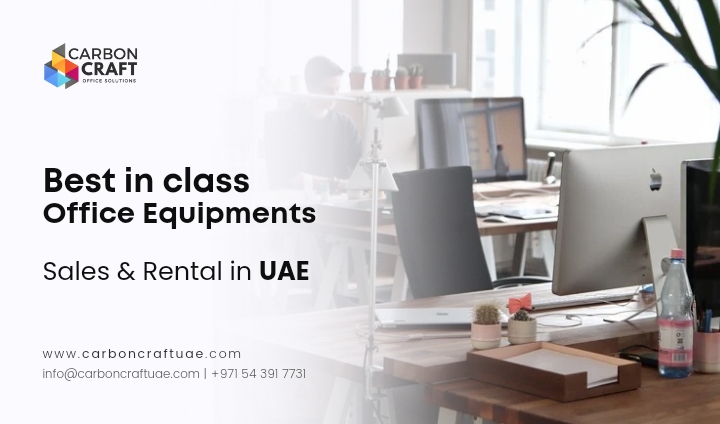 CARBON
CRAFT
OFFICE SOLUTIONS
Best in class
Office Equipments
Sales & Rental in UAE
www.carboncraftuae.com
info@carboncraftuae.com | +971 54 391 7731